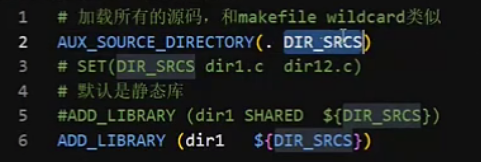 1 # 加载所有的源码，和makefile wildcard类似
2 AUX_SOURCE_DIRECTORY(. DIR_SRCS)
3 # SET(DIR_SRCS dir1.c  dir12.c)
4 # 默认是静态库
5 #ADD_LIBRARY (dir1 SHARED  ${DIR_SRCS})
6 ADD_LIBRARY (dir1   ${DIR_SRCS})